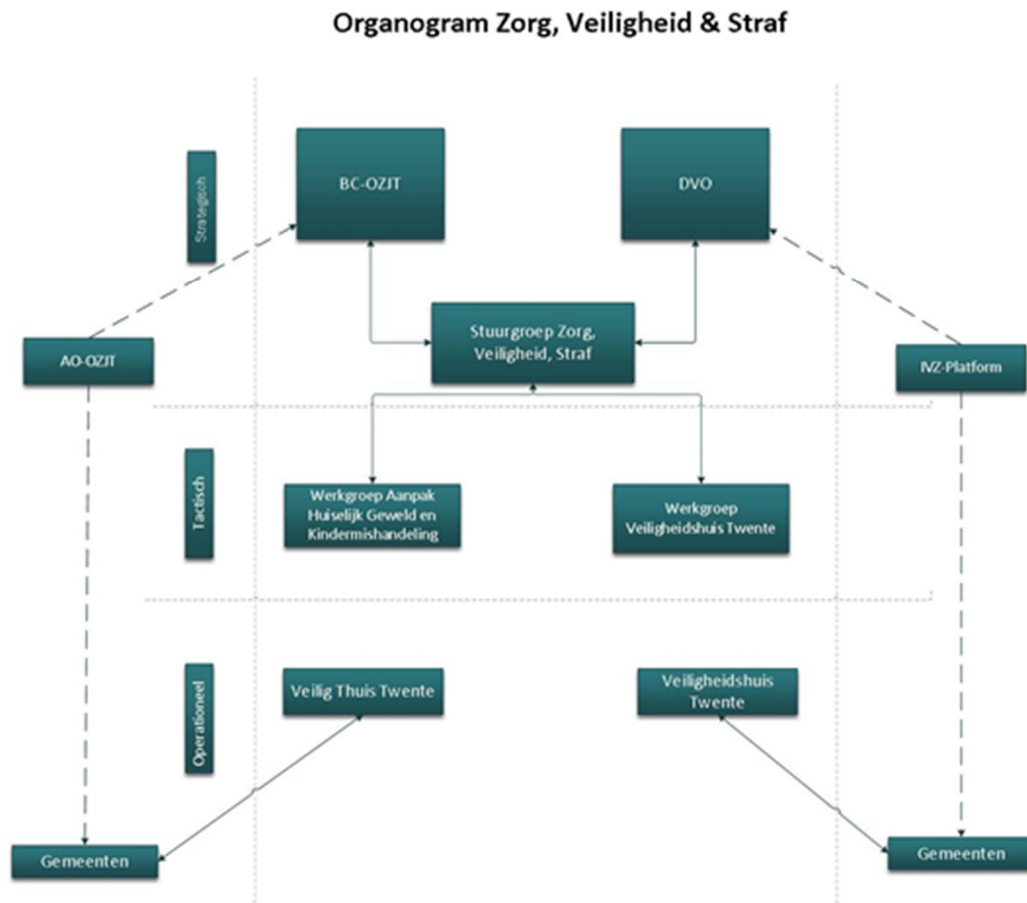 Organogram Zorg, Veiligheid & Straf
Strategisch
BC-OZJT
DVO
Stuurgroep Zorg,
Veiligheid, Straf
AO-OZJT
IVZ-Platform
Tactisch
Werkgroep Aanpak
Huiselijk Geweld en
Kindermishandeling
Werkgroep
Veiligheidshuis Twente
Operationeel
Veilig Thuis Twente
Veiligheidshuis
Twente
Gemeenten
Gemeenten